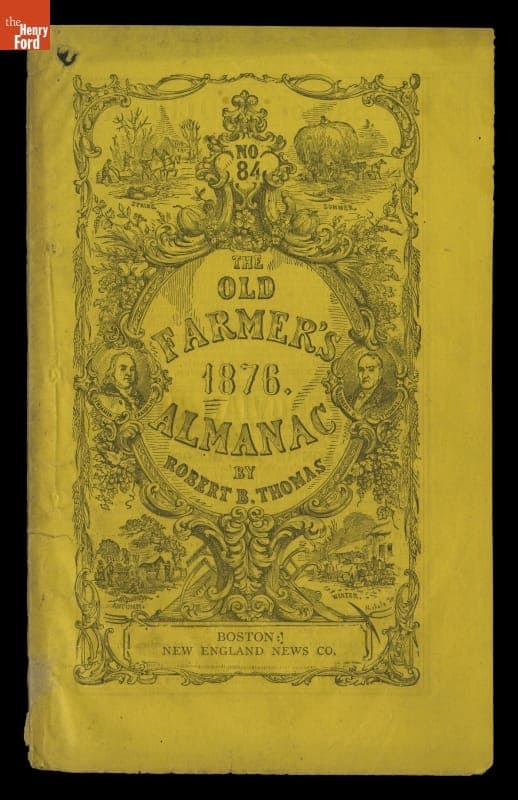 the
Henry
Ford
NO
84
SPRING.
SUMMER.
THE
OLD
FARMER'S
1876.
ALMANAC
BY
ROBERT B. THOMAS
AUTUMN.
WINTER.
BOSTON:
NEW ENGLAND NEWS CO.